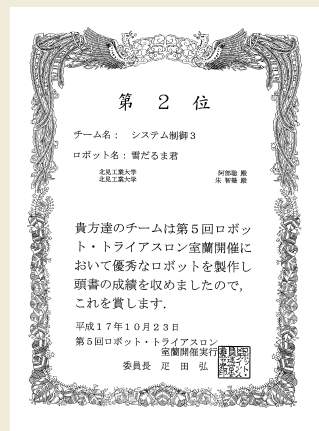 第 2 位
チーム名： システム制御３
ロボット名：雪だるま君
北見工業大学 阿部聡 殿
北見工業大学 朱 智 殿
貴方達のチームは第５回ロボッ
ト・トライアスロン室蘭開催に
おいて優秀なロボットを製作し
頭書の成績を収めましたので，
これを賞します．
平成１７年１０月２３日
第５回ロボット・トライアスロン
室蘭開催実行
委員長 疋田弘